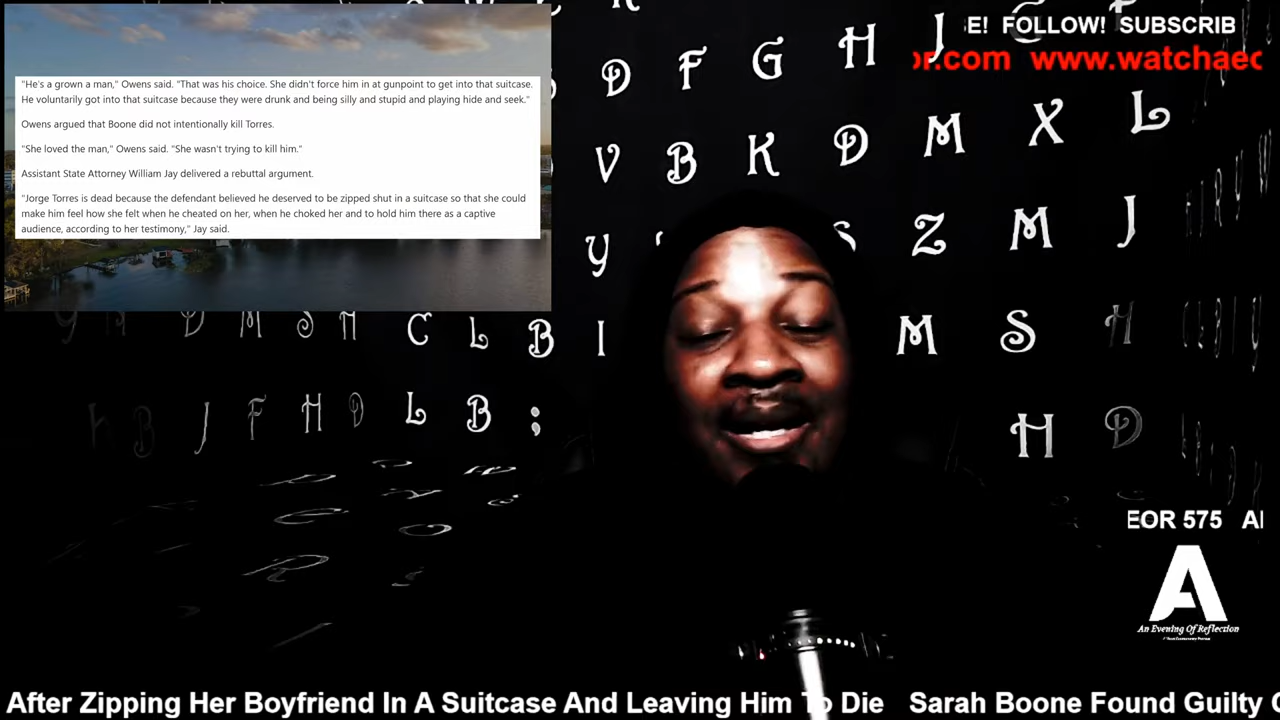 "He's a grown a man," Owens said. "That was his choice. She didn't force him in at gunpoint to get into that suitcase.
He voluntarily got into that suitcase because they were drunk and being silly and stupid and playing hide and seek."
Owens argued that Boone did not intentionally kill Torres.
"She loved the man," Owens said. "She wasn't trying to kill him."
Assistant State Attorney William Jay delivered a rebuttal argument.
"Jorge Torres is dead because the defendant believed he deserved to be zipped shut in a suitcase so that she could
make him feel how she felt when he cheated on her, when he choked her and to hold him there as a captive
audience, according to her testimony," Jay said.
E! FOLLOW! SUBSCRIB
or.com www.watchaeo
D F G H J
V B K D M X L
Y S Z M J
D M S H C L B I M S H
B J F H D L B ; H D
EOR 575
A
An Evening Of Reflection
After Zipping Her Boyfriend In A Suitcase And Leaving Him To Die Sarah Boone Found Guilty